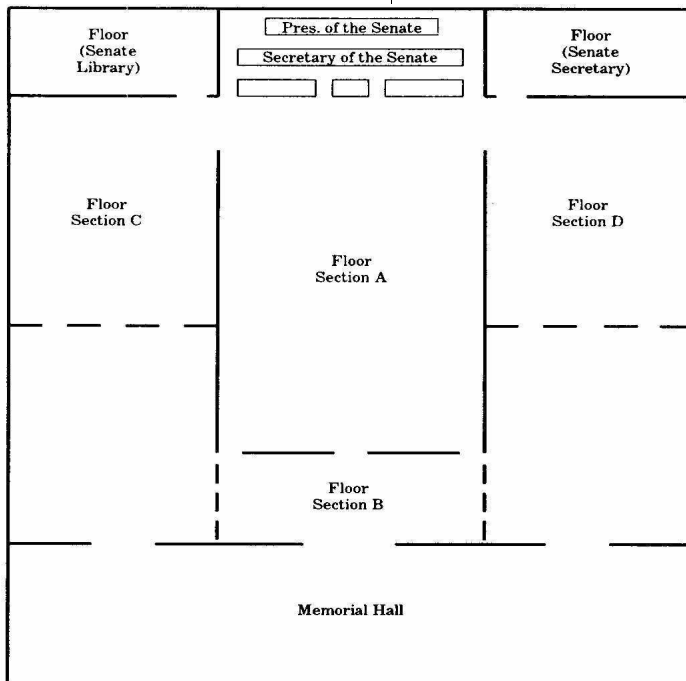 Floor
(Senate
Library)
Pres. of the Senate
Secretary of the Senate
Floor
(Senate
Secretary)
Floor
Section C
Floor
Section A
Floor
Section D
Floor
Section B
Memorial Hall